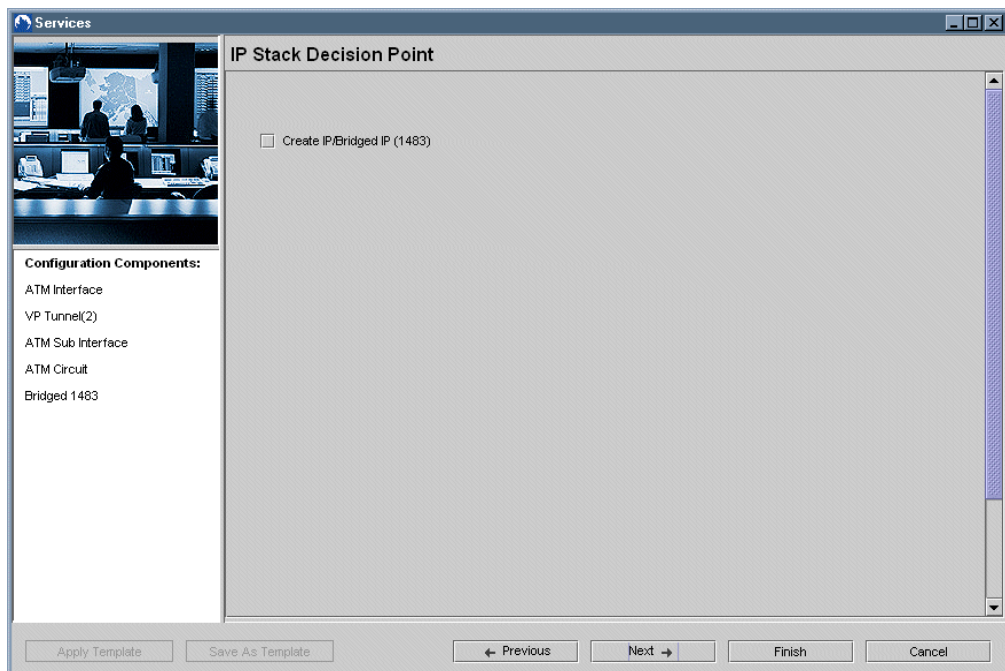 Services
IP Stack Decision Point
Create IP/Bridged IP (1483)
Configuration Components:
ATM Interface
VP Tunnel(2)
ATM Sub Interface
ATM Circuit
Bridged 1483
Apply Template
Save As Template
Previous
Next
Finish
Cancel